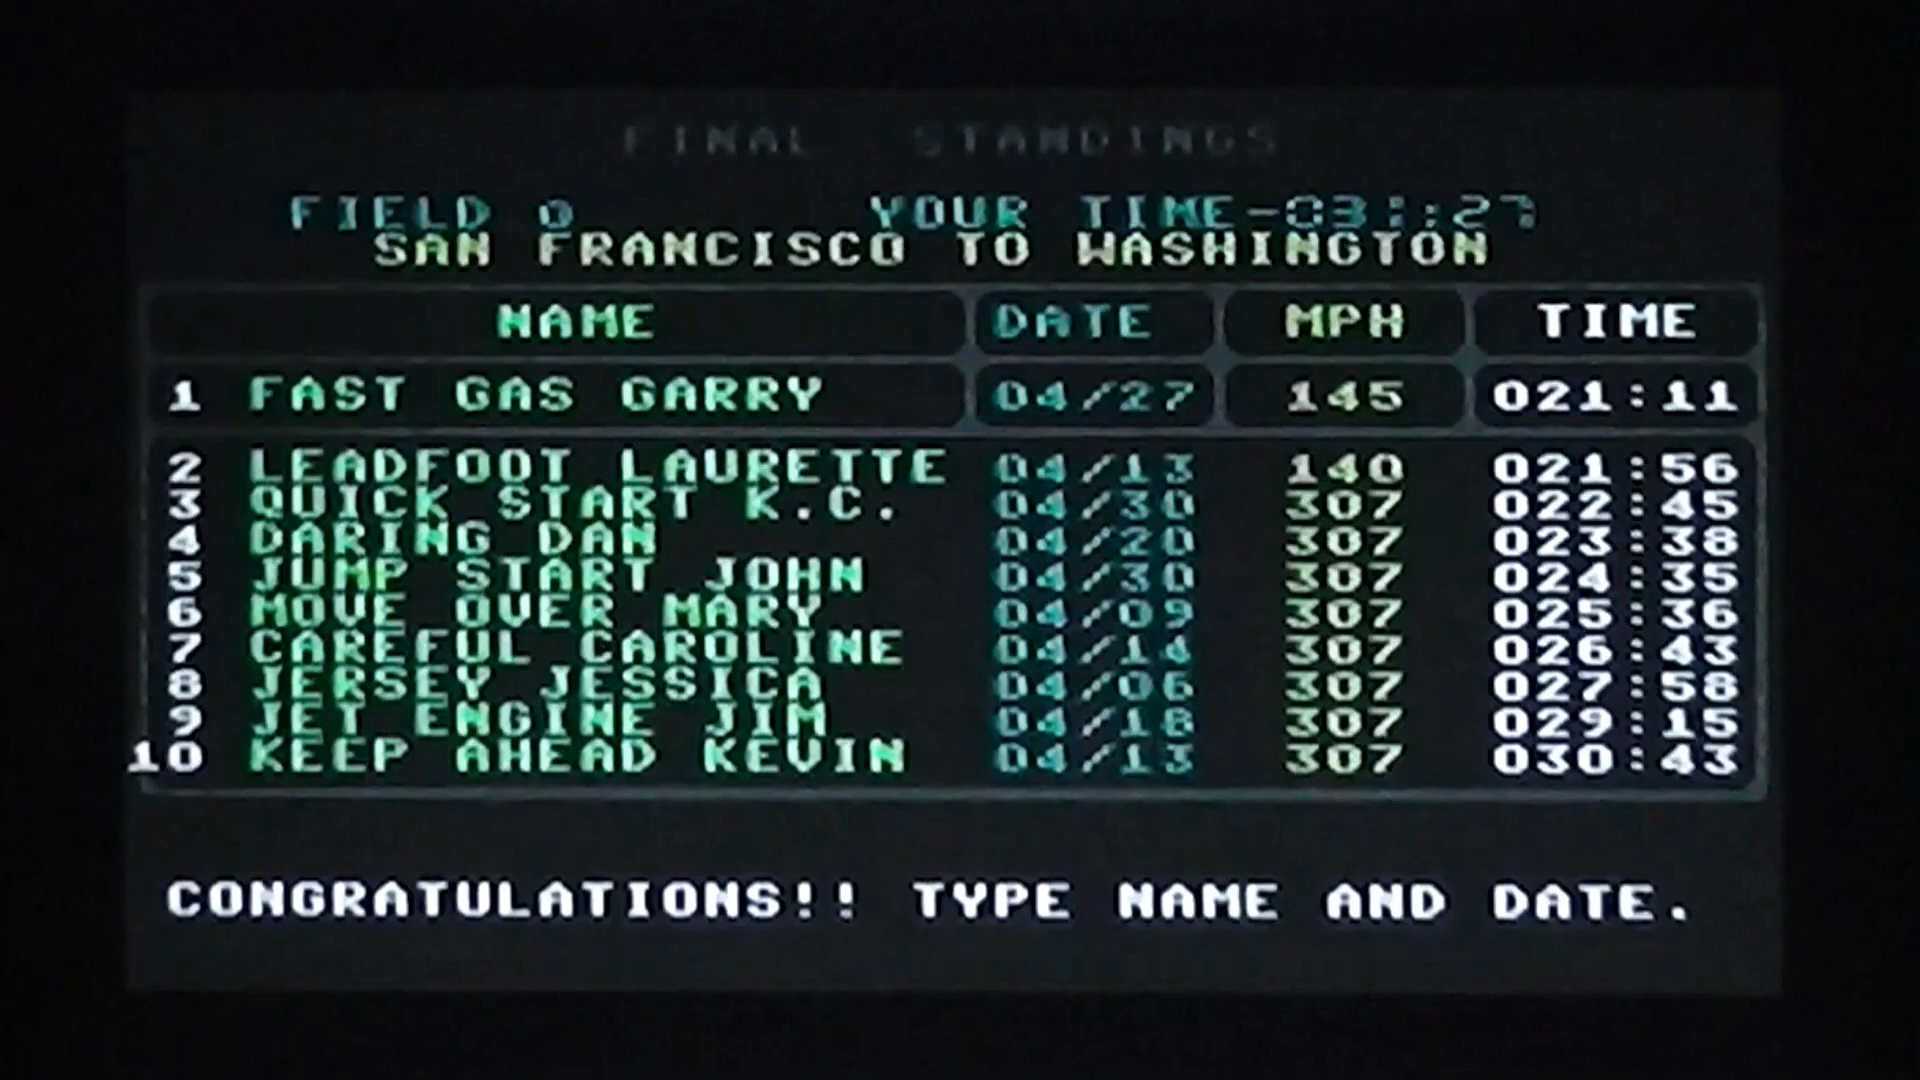 FINAL STANDINGS
FIELD 0 YOUR TIME-03::27
SAN FRANCISCO TO WASHINGTON
NAME DATE MPH TIME
1 FAST GAS GARRY 04/27 145 021:11
2 LEADFOOT LAURETTE 04/13 140 021:56
3 QUICK START K.C. 04/30 307 022:45
4 DARING DAN 04/20 307 023:38
5 JUMP START JOHN 04/30 307 024:35
6 MOVE OVER MARY 04/09 307 025:36
7 CAREFUL CAROLINE 04/14 307 026:43
8 JERSEY JESSICA 04/06 307 027:58
9 JET ENGINE JIM 04/18 307 029:15
10 KEEP AHEAD KEVIN 04/13 307 030:43
CONGRATULATIONS!! TYPE NAME AND DATE.